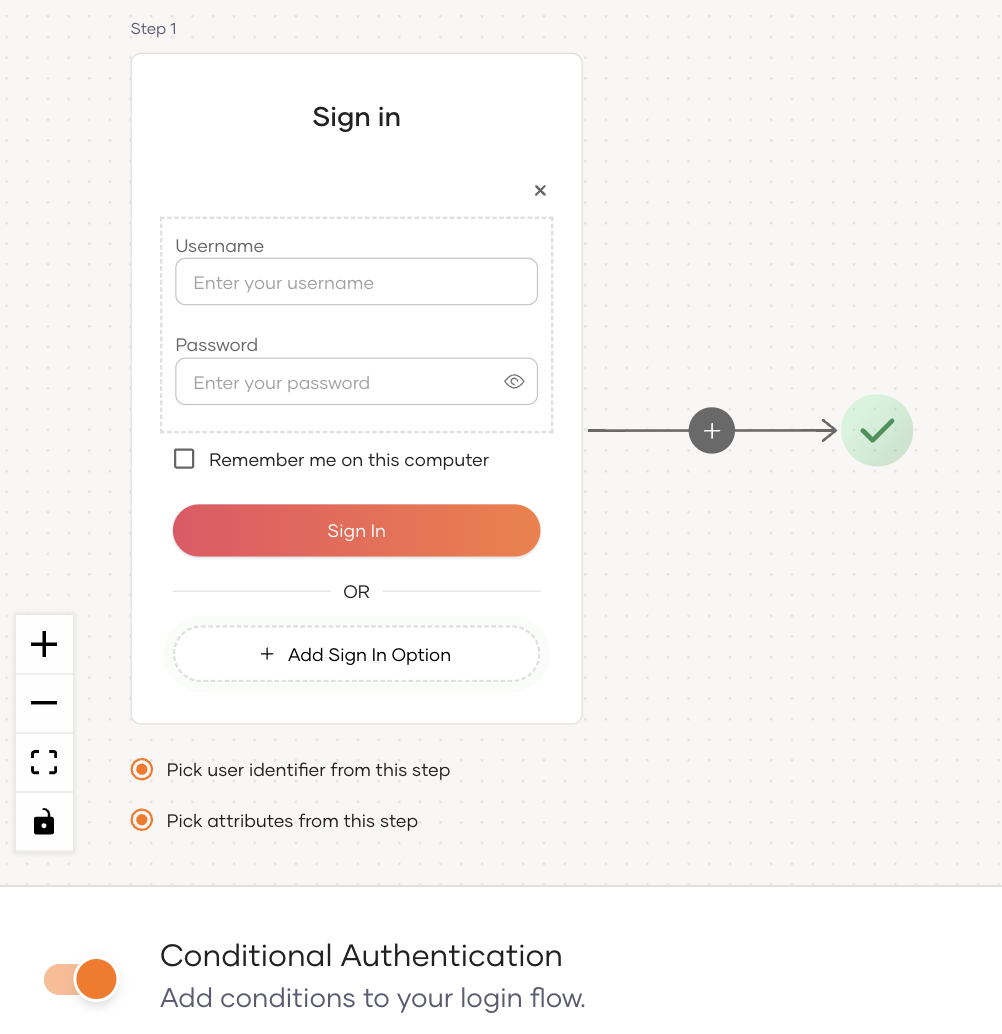 Step 1
Sign in
Username
Enter your username
Password
Enter your password
Remember me on this computer
Sign In
OR
Add Sign In Option
Pick user identifier from this step
Pick attributes from this step
Conditional Authentication
Add conditions to your login flow.